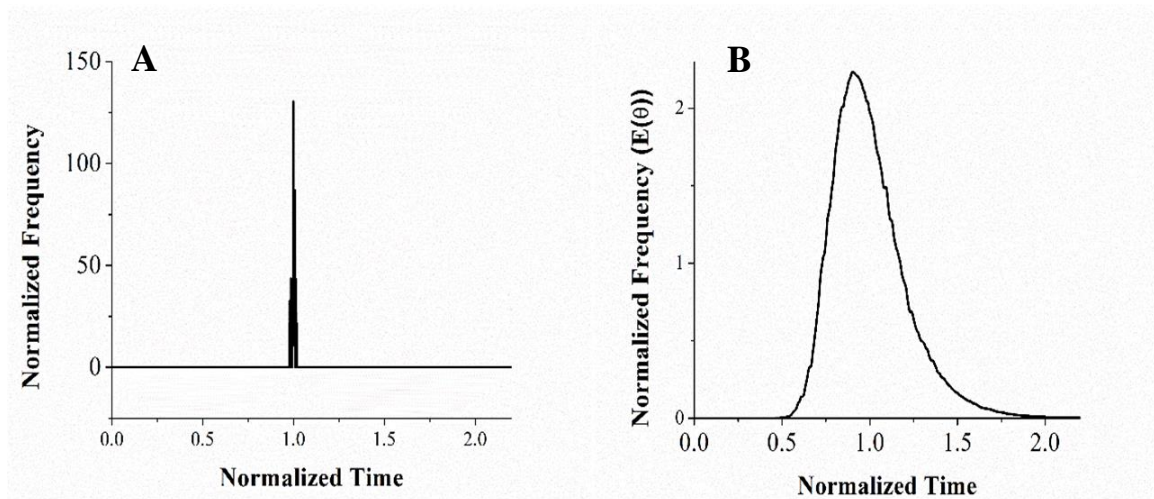 A
Normalized Frequency
150
100
50
0
0.0 0.5 1.0 1.5 2.0
Normalized Time
B
Normalized Frequency (E(θ))
2
1
0
0.0 0.5 1.0 1.5 2.0
Normalized Time